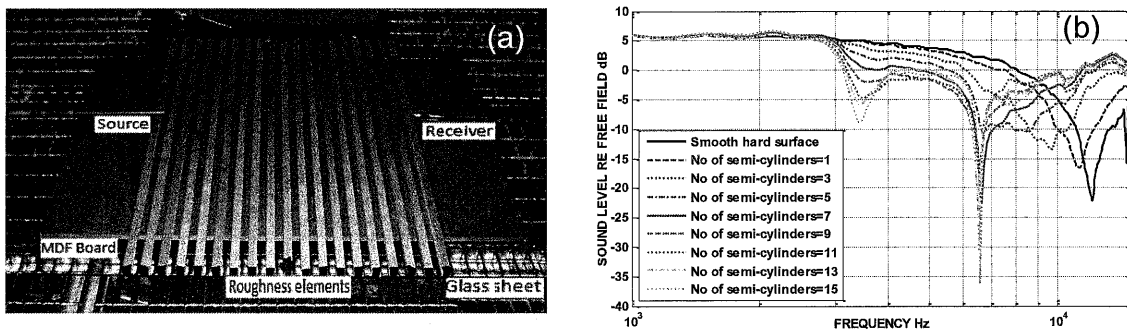 (a)
Source
Receiver
MDF Board
Roughness elements
Glass sheet
(b)
SOUND LEVEL RE FREE FIELD dB
10
5
0
-5
-10
-15
-20
-25
-30
-35
-40
Smooth hard surface
No of semi-cylinders=1
No of semi-cylinders=3
No of semi-cylinders=5
No of semi-cylinders=7
No of semi-cylinders=9
No of semi-cylinders=11
No of semi-cylinders=13
No of semi-cylinders=15
10³
10⁴
FREQUENCY Hz